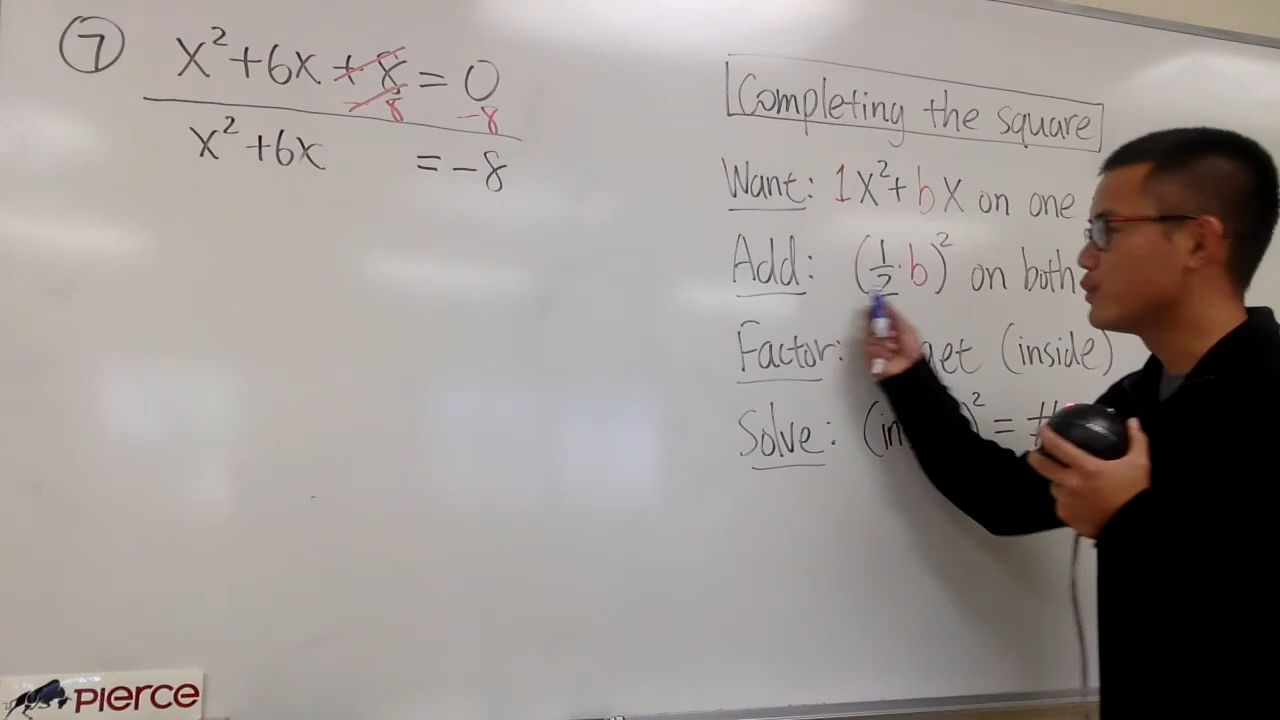 ⑦ x² + 6x + 8 = 0
- 8 -8
x² + 6x = -8
Completing the square
Want: 1x² + bx on one
Add: (1/2 · b)² on both
Factor: get (inside)
Solve: (in )² = #
PIERCE